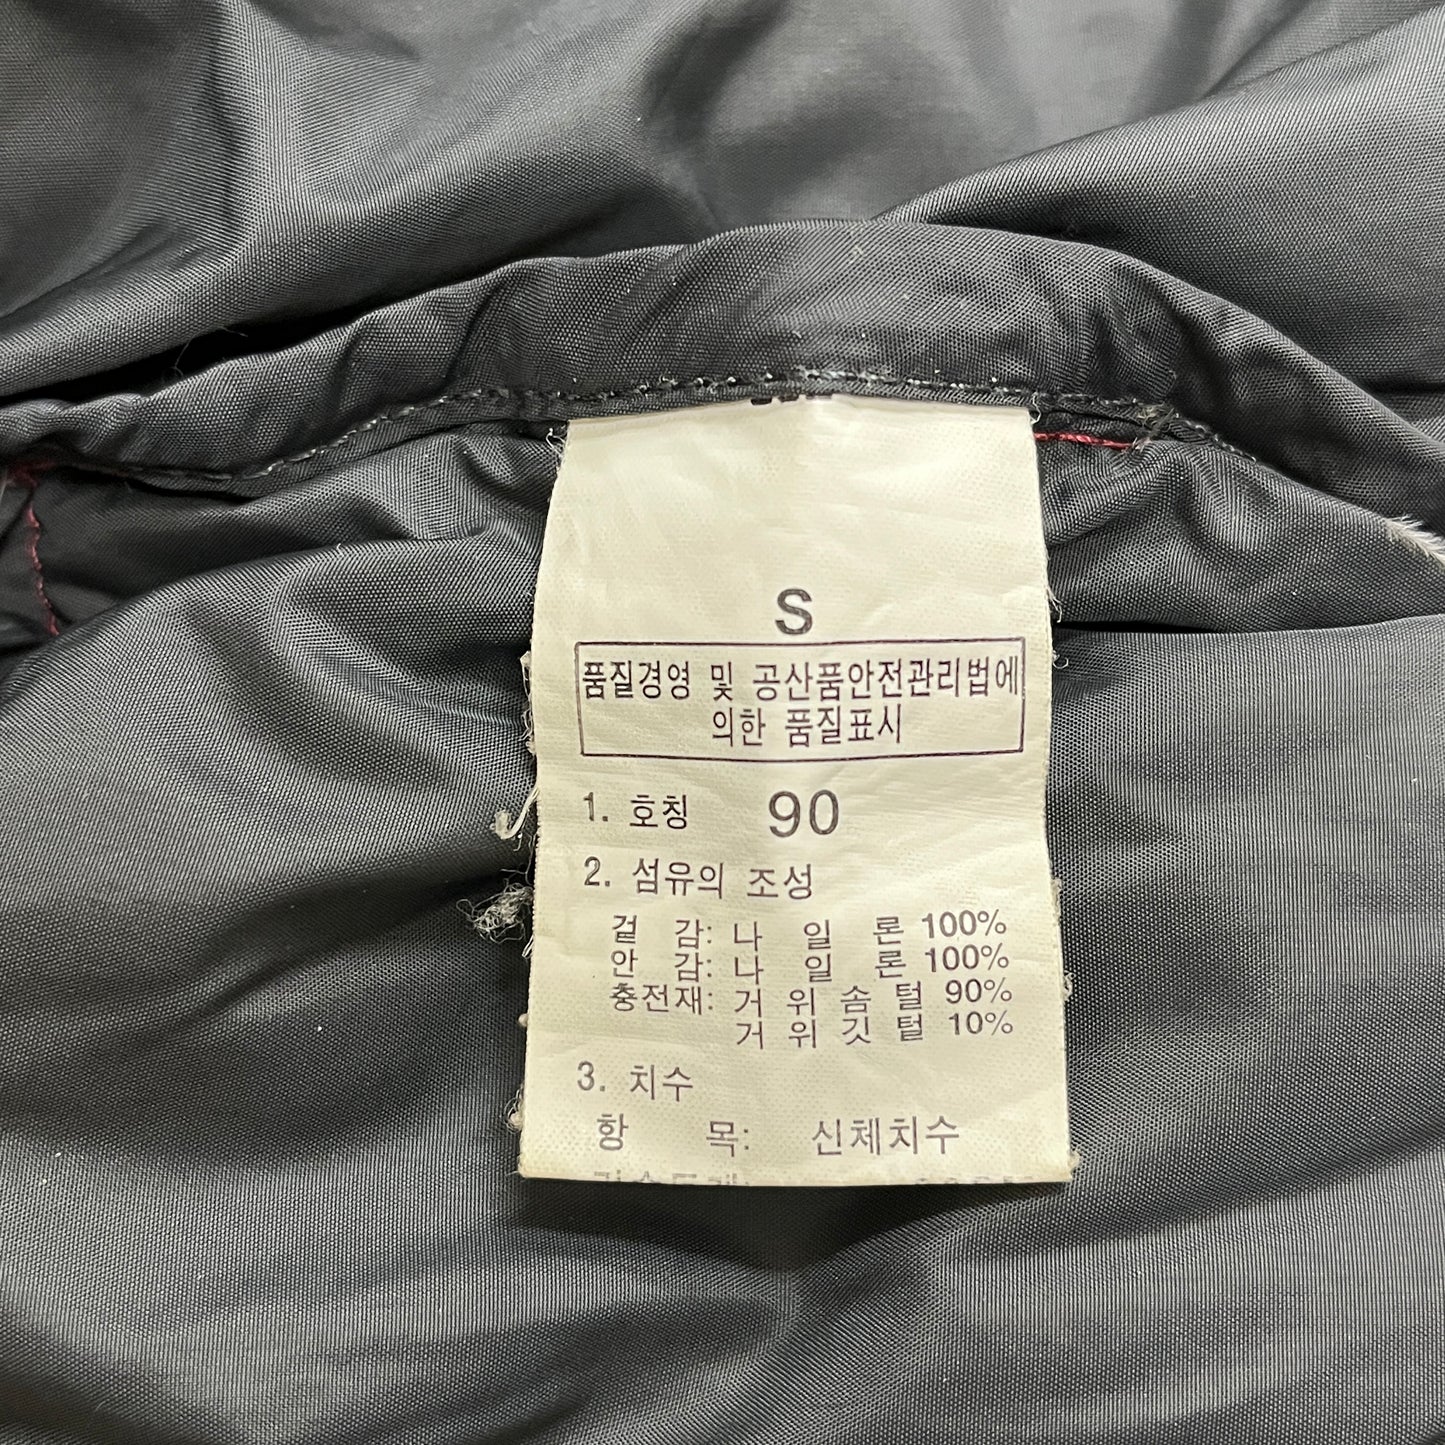 S
품질경영 및 공산품안전관리법에
의한 품질표시
1. 호칭 90
2. 섬유의 조성
겉 감: 나 일 론 100%
안 감: 나 일 론 100%
충전재: 거 위 솜 털 90%
거 위 깃 털 10%
3. 치수
항 목: 신체치수